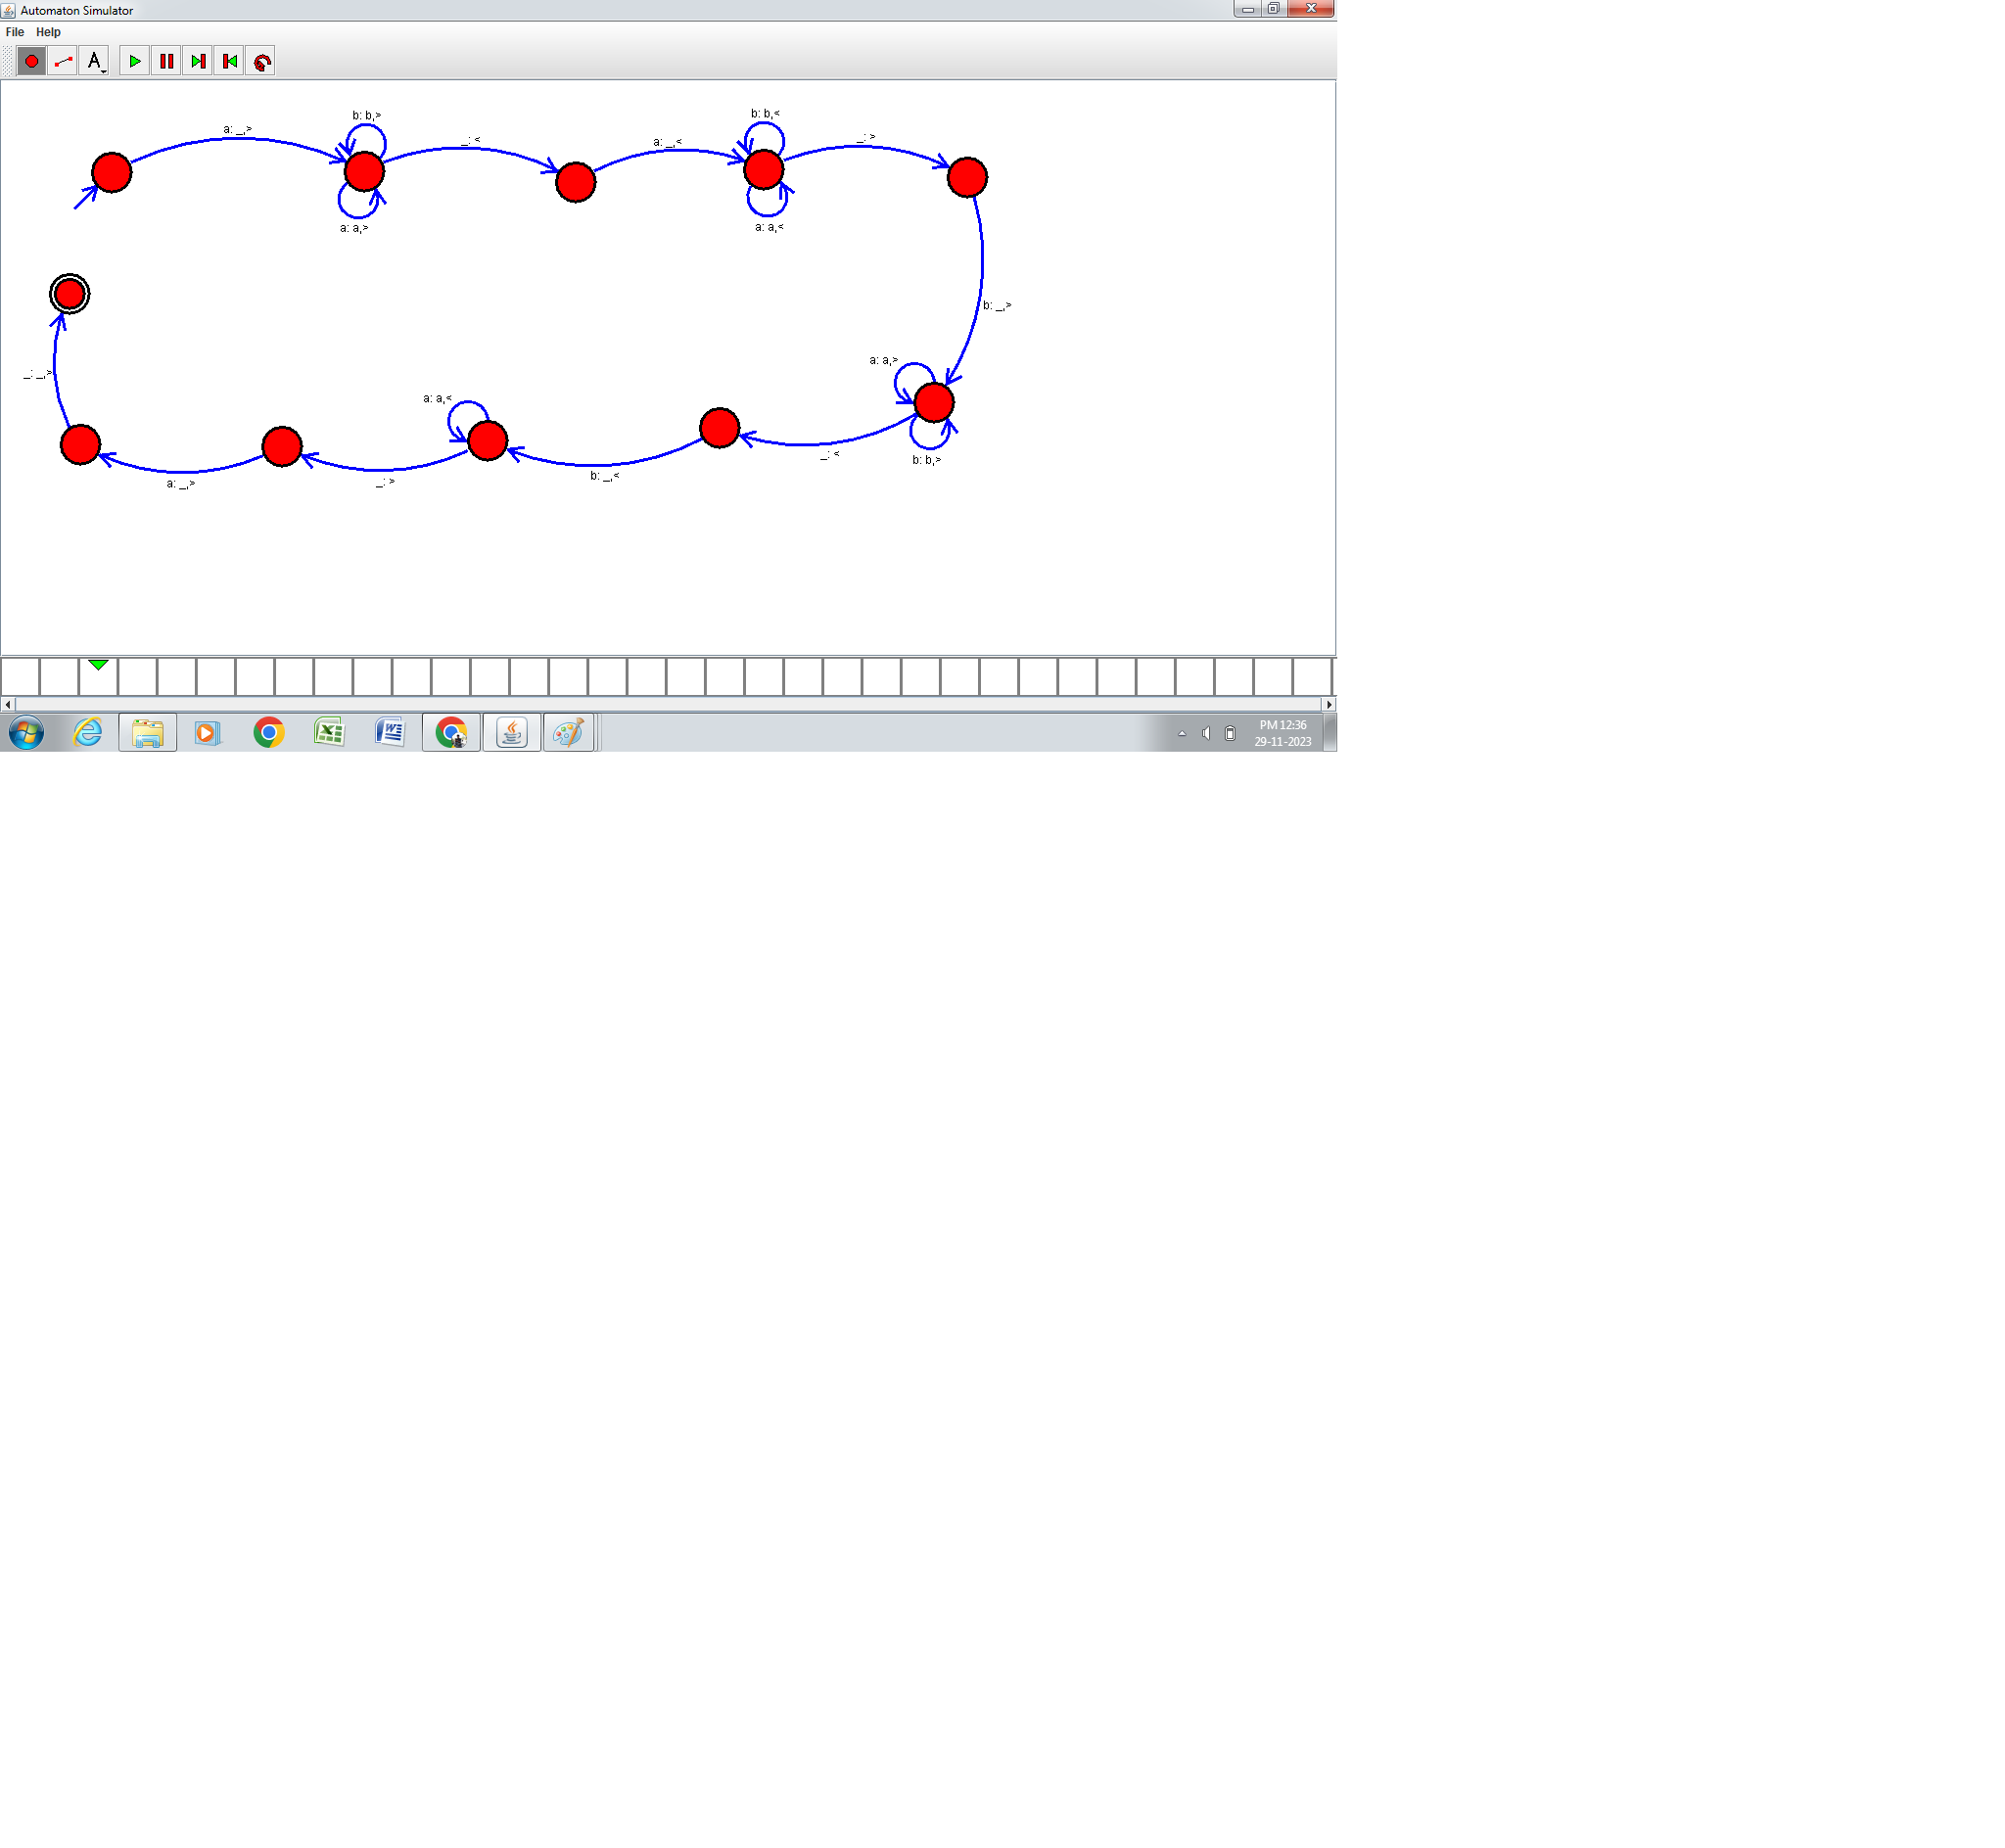 Automaton Simulator
File Help
A
b: b,>
b: b,<
a: _,>
_: <
a: _,<
_: >
a: a,>
a: a,<
b: _,>
a: a,>
_: _,>
a: a,<
_: <
b: b,>
b: _,<
_: >
a: _,>
PM 12:36
29-11-2023